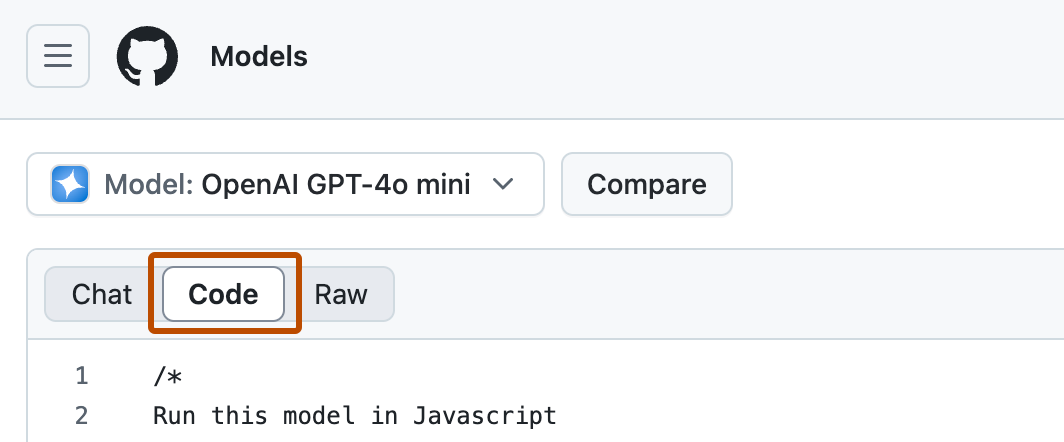 Models
Model: OpenAI GPT-4o mini Compare
Chat Code Raw
1 /*
2 Run this model in Javascript